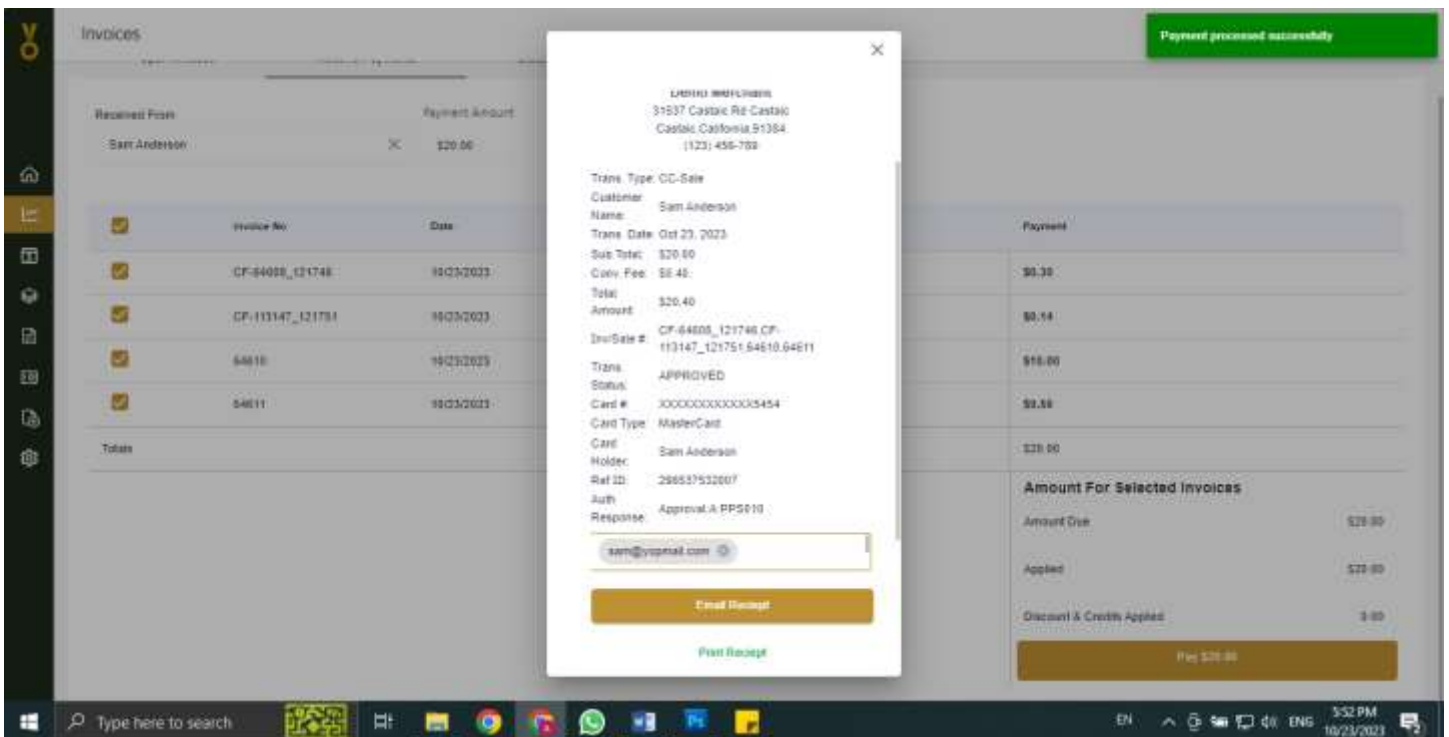 Invoices
Payment processed successfully
Received From
Payment Amount
Sam Anderson
$20.00
Invoice No
Date
Payment
CF-64608_121746
10/23/2023
$0.30
CF-113147_121751
10/23/2023
$0.14
64610
10/23/2023
$10.00
64611
10/23/2023
Totals
$20.00
Amount For Selected Invoices
Amount Due
$20.00
Applied
$20.00
Discount & Credits Applied
0.00
Pay $20.00
Demo Merchant
31637 Castaic Rd Castaic
Castaic California 91384
(123) 456-789
Trans. Type: CC-Sale
Customer
Name:
Sam Anderson
Trans. Date: Oct 23, 2023
Sub Total: $20.00
Conv. Fee: $0.40
Total
Amount:
$20.40
Inv/Sale #:
CF-64608_121746,CF-
113147_121751,64610,64611
Trans.
Status:
APPROVED
Card #: XXXXXXXXXXXX5454
Card Type: MasterCard
Card
Holder:
Sam Anderson
Ref ID: 296537532007
Auth
Response:
sam@yopmail.com
Email Receipt
Print Receipt
Type here to search
EN
ENG
3:52 PM
10/23/2023